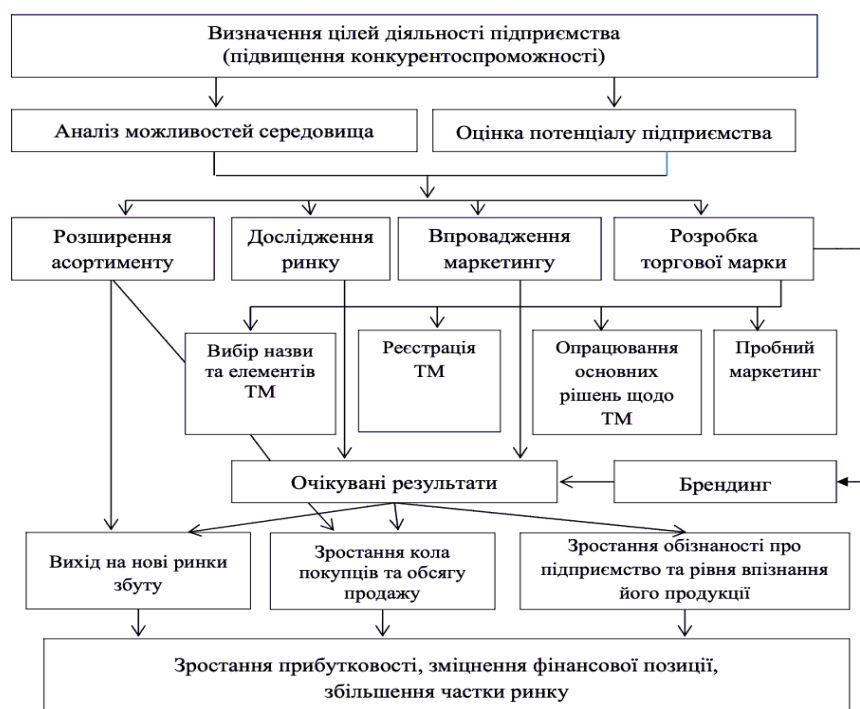 Визначення цілей діяльності підприємства
(підвищення конкурентоспроможності)
Аналіз можливостей середовища
Оцінка потенціалу підприємства
Розширення
асортименту
Дослідження
ринку
Впровадження
маркетингу
Розробка
торгової марки
Вибір назви
та елементів
ТМ
Реєстрація
ТМ
Опрацювання
основних
рішень щодо
ТМ
Пробний
маркетинг
Очікувані результати
Брендинг
Вихід на нові ринки
збуту
Зростання кола
покупців та обсягу
продажу
Зростання обізнаності про
підприємство та рівня впізнання
його продукції
Зростання прибутковості, зміцнення фінансової позиції,
збільшення частки ринку